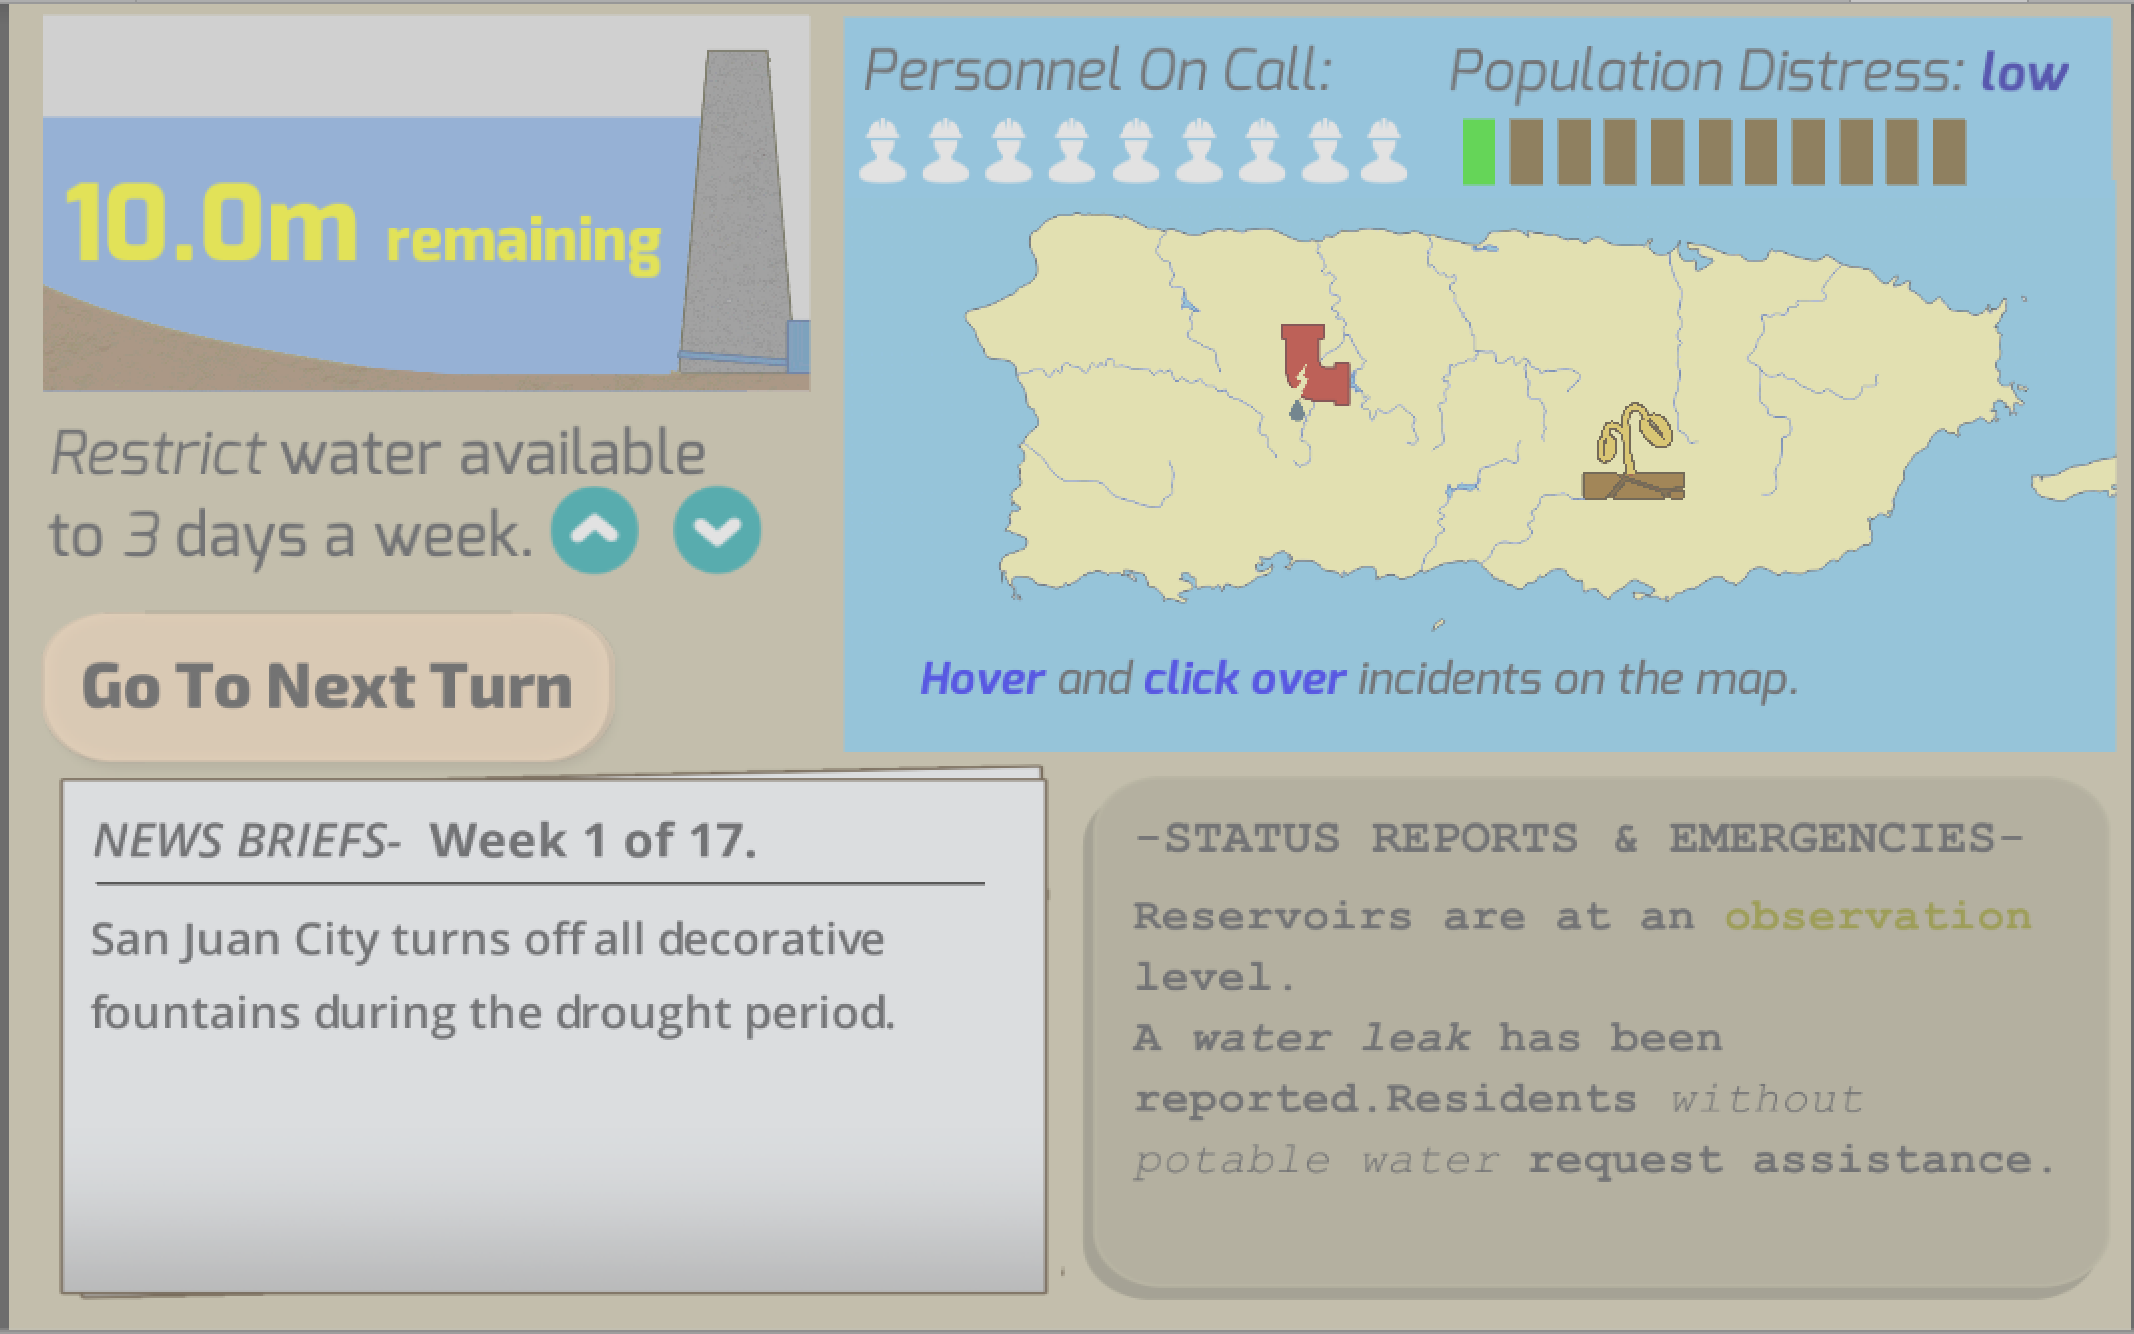 10.0m remaining
Restrict water available
to 3 days a week.
Go To Next Turn
Personnel On Call:
Population Distress: low
Hover and click over incidents on the map.
NEWS BRIEFS- Week 1 of 17.
San Juan City turns off all decorative
fountains during the drought period.
-STATUS REPORTS & EMERGENCIES-
Reservoirs are at an observation
level.
A water leak has been
reported.Residents without
potable water request assistance.